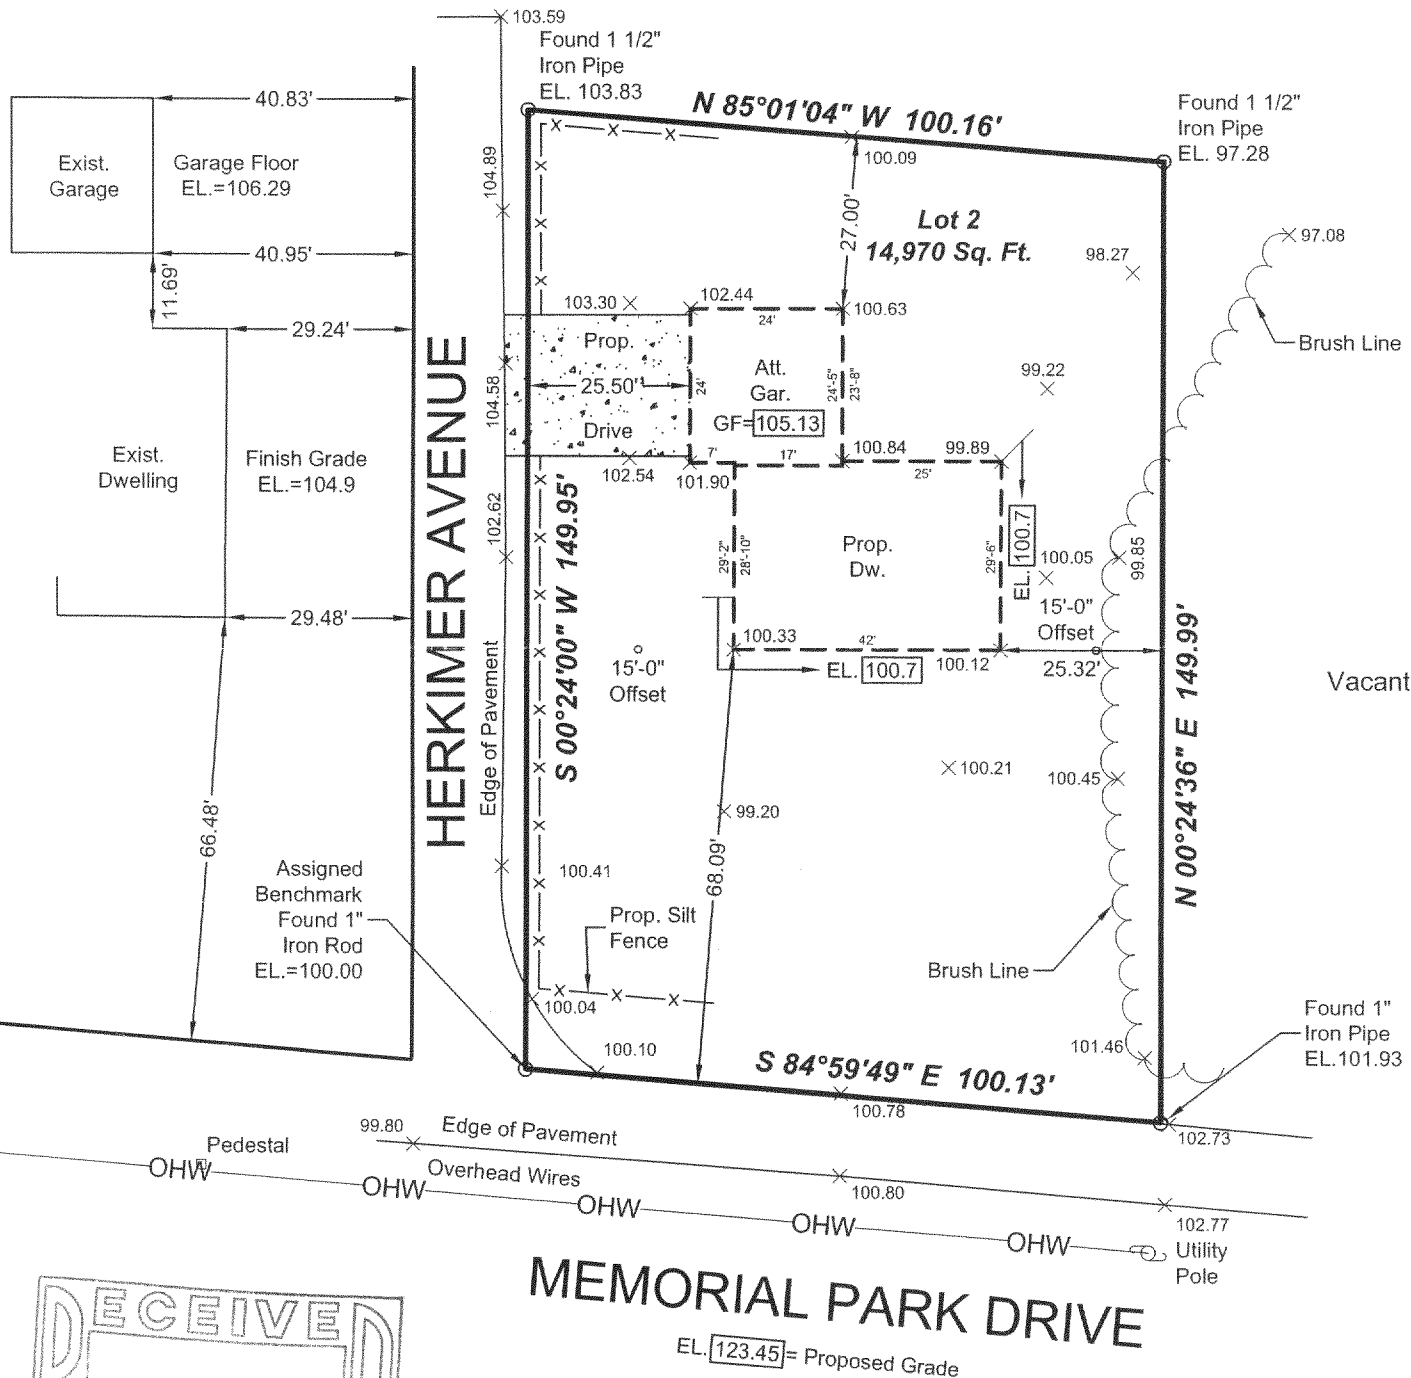 103.59
Found 1 1/2"
Iron Pipe
EL. 103.83
N 85°01'04" W 100.16'
Found 1 1/2"
Iron Pipe
EL. 97.28
40.83'
Exist.
Garage
Garage Floor
EL.=106.29
40.95'
11.69'
29.24'
104.89
100.09
27.00'
Lot 2
14,970 Sq. Ft.
98.27
97.08
Brush Line
103.30
102.44
24'
100.63
Prop.
25.50'
Drive
24'
Att.
Gar.
GF=105.13
24'-5"
23'-8"
99.22
104.58
HERKIMER AVENUE
Exist.
Dwelling
Finish Grade
EL.=104.9
102.54
101.90
7'
17'
100.84
99.89
25'
EL. 100.7
102.62
S 00°24'00" W 149.95'
29'-2"
28'-10"
Prop.
Dw.
29'-6"
100.05
99.85
15'-0"
Offset
29.48'
100.33
42'
100.12
25.32'
15'-0"
Offset
EL. 100.7
Vacant
N 00°24'36" E 149.99'
Edge of Pavement
100.21
100.45
99.20
66.48'
68.09'
Assigned
Benchmark
Found 1"
Iron Rod
EL.=100.00
100.41
Prop. Silt
Fence
Brush Line
100.04
100.10
S 84°59'49" E 100.13'
101.46
Found 1"
Iron Pipe
EL.101.93
100.78
102.73
99.80
Edge of Pavement
Pedestal
OHW
Overhead Wires
OHW
OHW
OHW
OHW
100.80
102.77
Utility
Pole
MEMORIAL PARK DRIVE
EL. 123.45 = Proposed Grade
ECEIVE